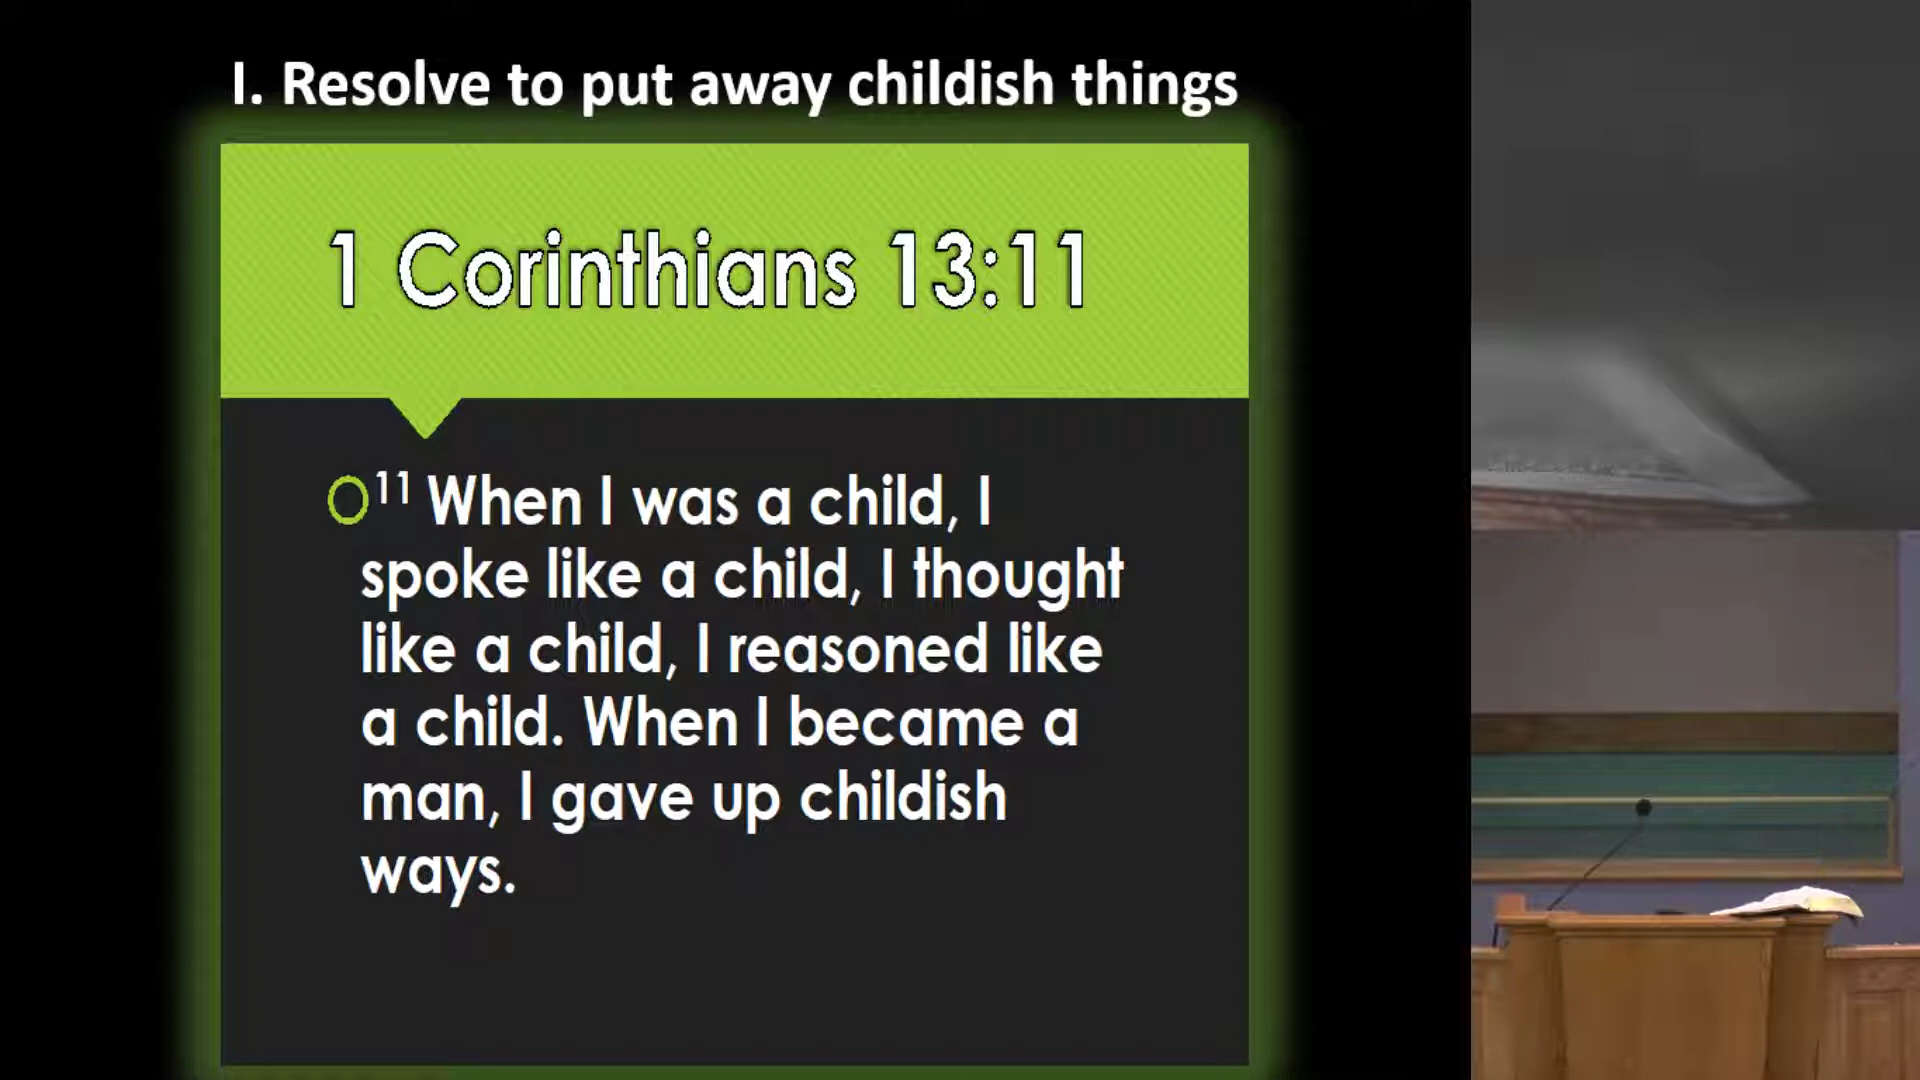 I. Resolve to put away childish things
1 Corinthians 13:11
11 When I was a child, I
spoke like a child, I thought
like a child, I reasoned like
a child. When I became a
man, I gave up childish
ways.